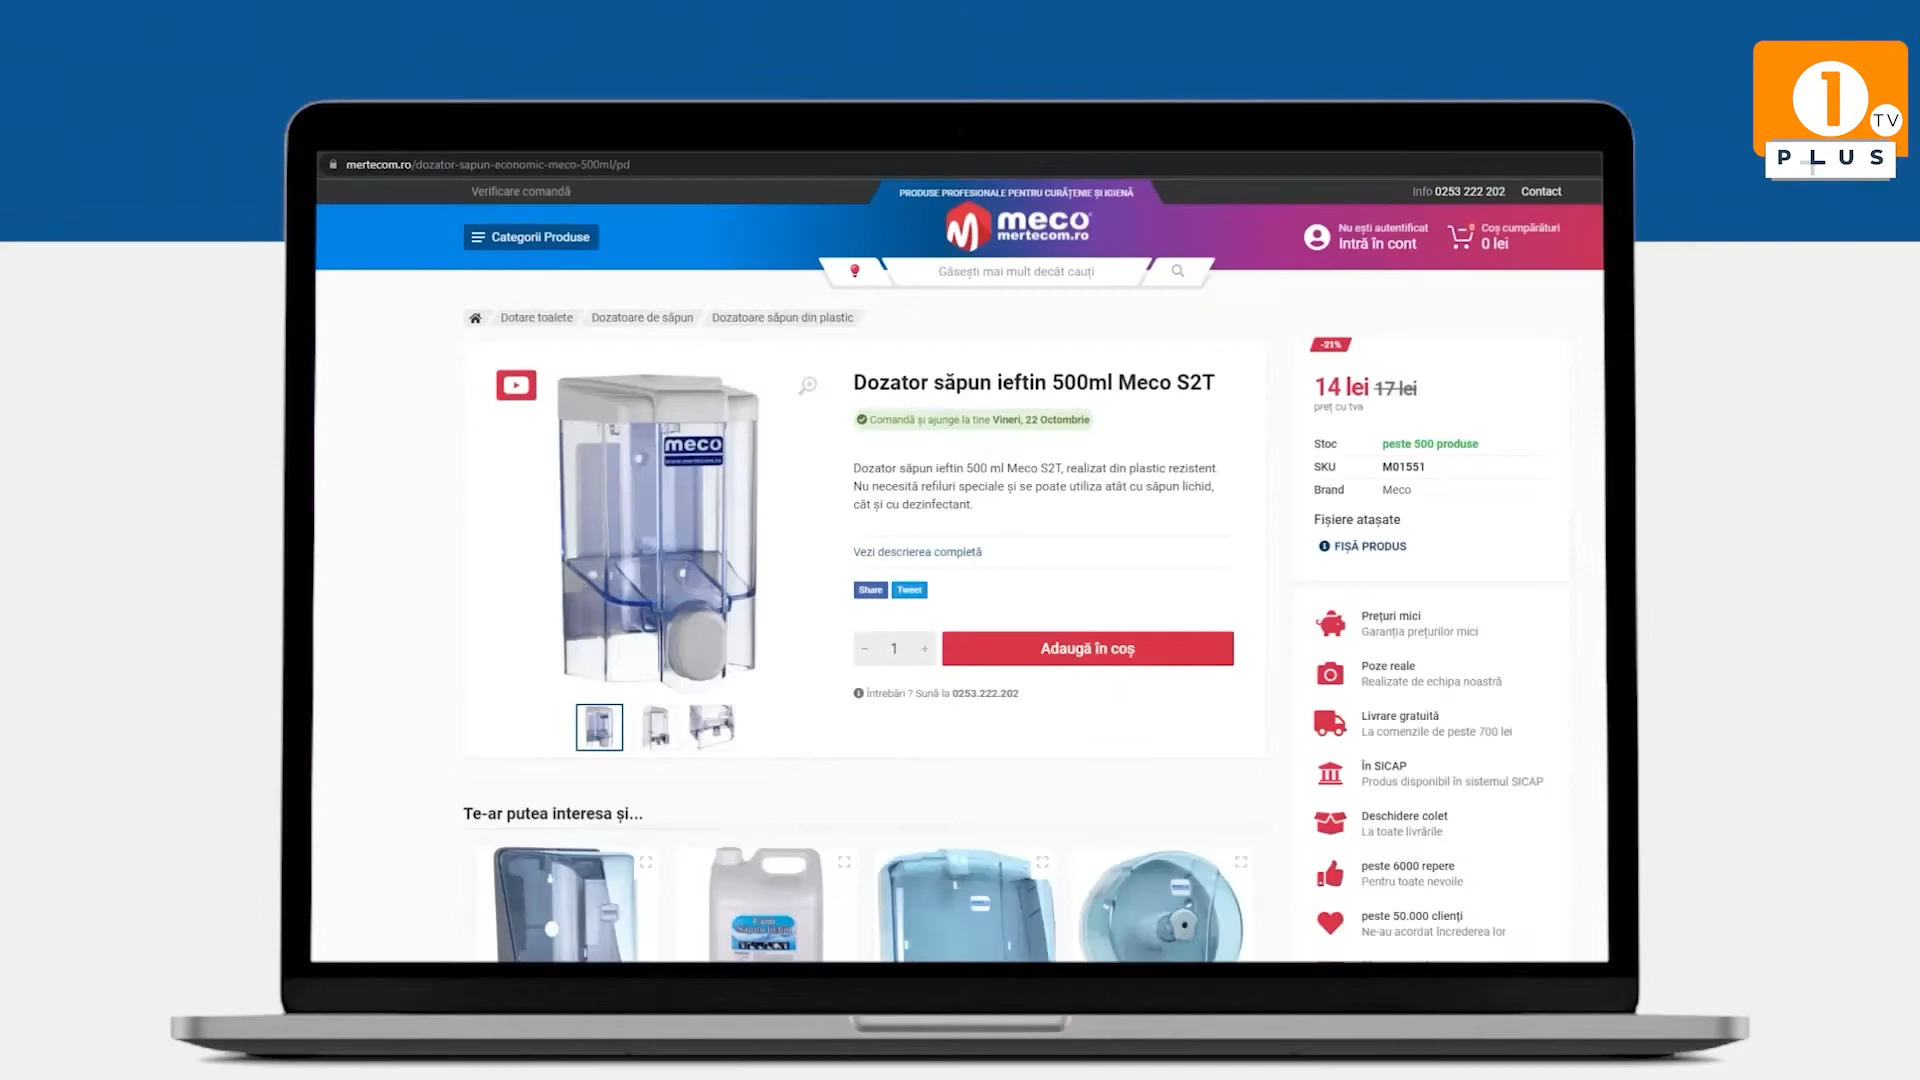 1
TV
PLUS
mertecom.ro/dozator-sapun-economic-meco-500ml/pd
Verificare comandă
PRODUSE PROFESIONALE PENTRU CURĂȚENIE ȘI IGIENĂ
Info 0253 222 202
Contact
Categorii Produse
meco
mertecom.ro
Nu ești autentificat
Intră în cont
0
Coș cumpărături
0 lei
Găsești mai mult decât cauți
Dotare toalete
Dozatoare de săpun
Dozatoare săpun din plastic
meco
www.mertecom.ro
Dozator săpun ieftin 500ml Meco S2T
Comandă și ajunge la tine Vineri, 22 Octombrie
Dozator săpun ieftin 500 ml Meco S2T, realizat din plastic rezistent.
Nu necesită refiluri speciale și se poate utiliza atât cu săpun lichid,
cât și cu dezinfectant.
Vezi descrierea completă
Share
Tweet
- 1 +
Adaugă în coș
Întrebări ? Sună la 0253.222.202
-21%
14 lei 17 lei
preț cu tva
Stoc peste 500 produse
SKU M01551
Brand Meco
Fișiere atașate
FIȘĂ PRODUS
Prețuri mici
Garanția prețurilor mici
Poze reale
Realizate de echipa noastră
Livrare gratuită
La comenzile de peste 700 lei
În SICAP
Produs disponibil în sistemul SICAP
Deschidere colet
La toate livrările
peste 6000 repere
Pentru toate nevoile
peste 50.000 clienți
Ne-au acordat încrederea lor
Te-ar putea interesa și...
Săpun lichid